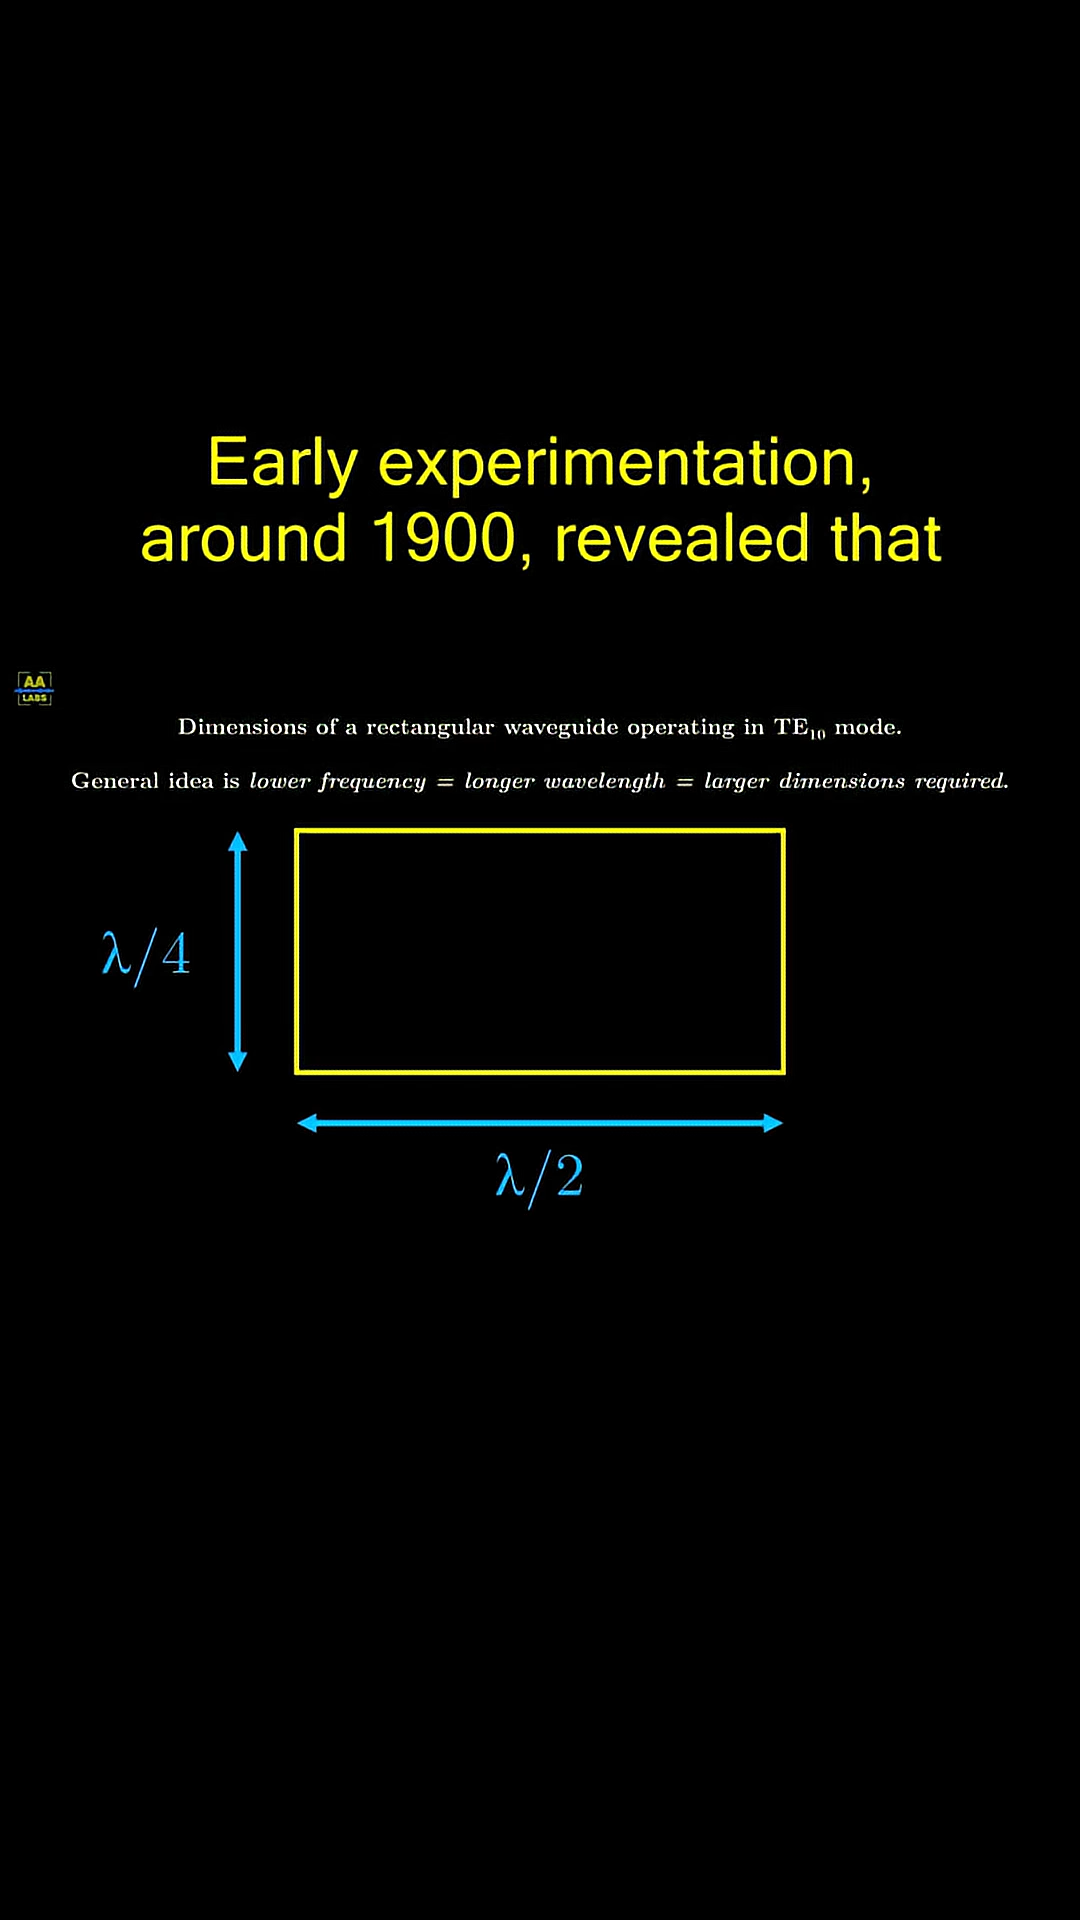 Early experimentation,
around 1900, revealed that
AA
LABS
Dimensions of a rectangular waveguide operating in TE₁₀ mode.
General idea is lower frequency = longer wavelength = larger dimensions required.
λ/4
λ/2